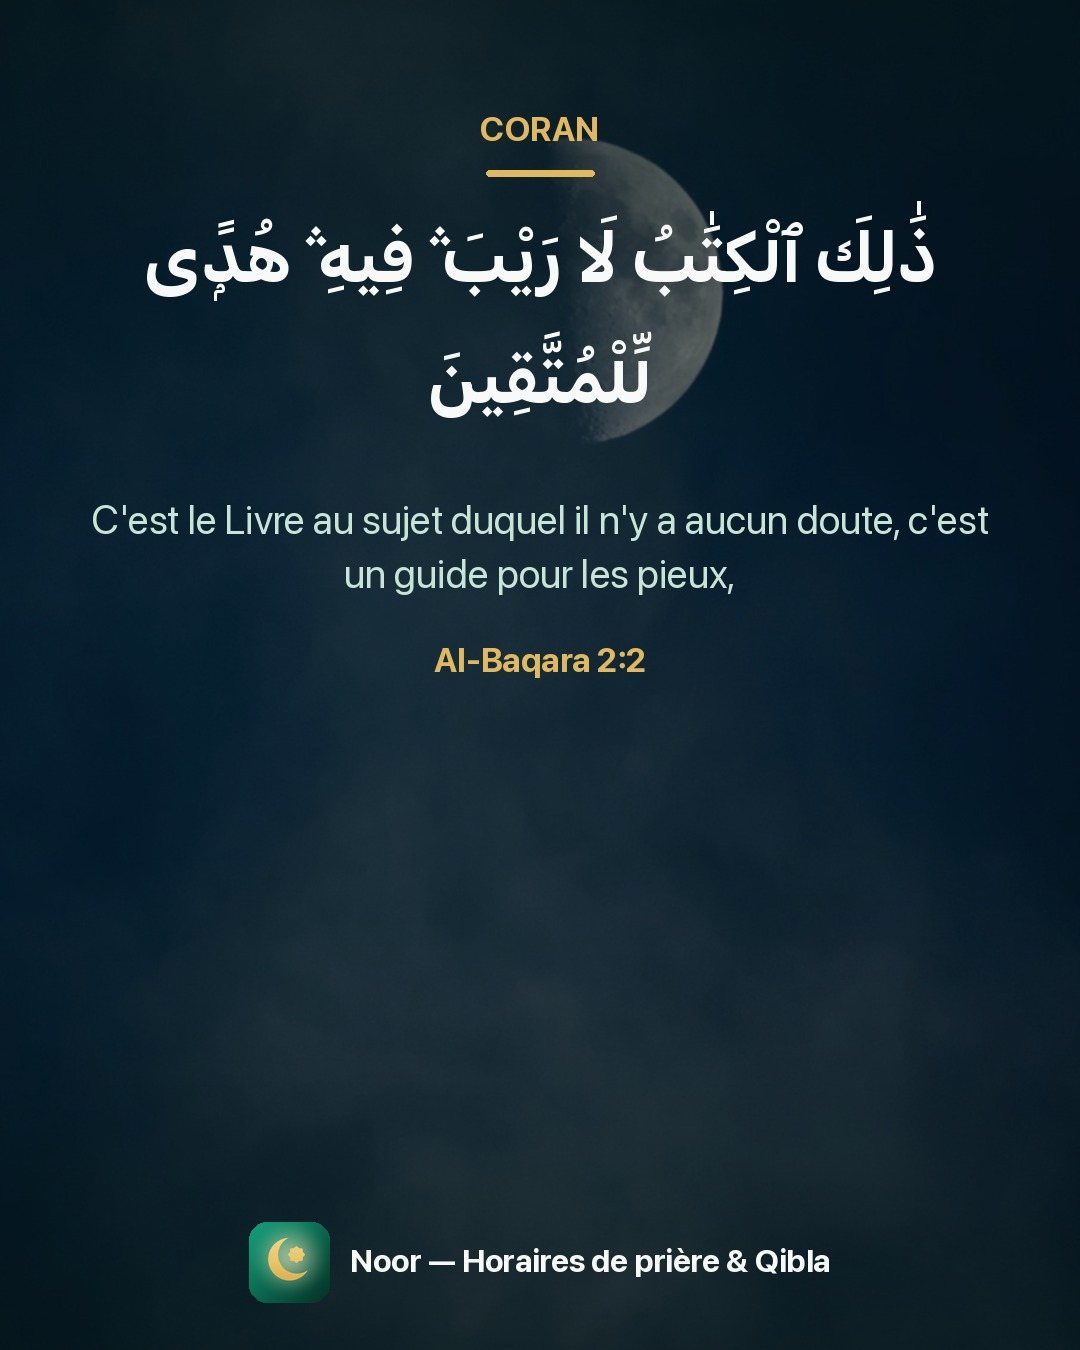 CORAN
ذَٰلِكَ ٱلْكِتَٰبُ لَا رَيْبَ ۛ فِيهِ ۛ هُدًۭى
لِّلْمُتَّقِينَ
C'est le Livre au sujet duquel il n'y a aucun doute, c'est
un guide pour les pieux,
Al-Baqara 2:2
Noor — Horaires de prière & Qibla